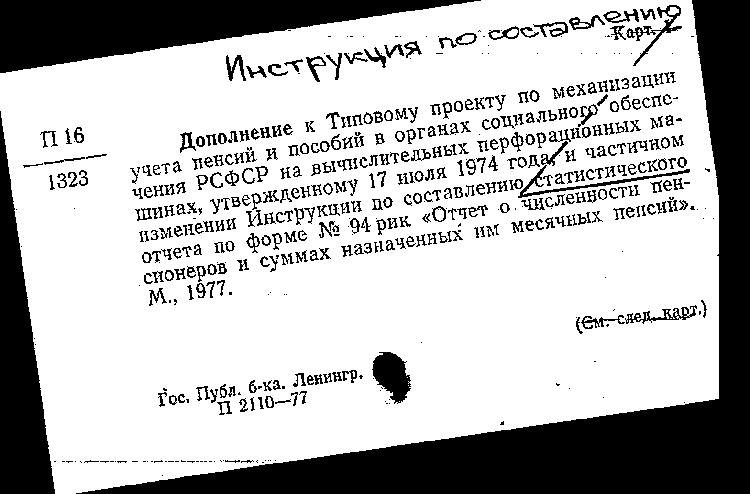 Инструкция по составлению
Карт. 1
П 16
1323
Дополнение к Типовому проекту по механизации
учета пенсий и пособий в органах социального обеспе-
чения РСФСР на вычислительных перфорационных ма-
шинах, утвержденному 17 июля 1974 года, и частичном
изменении Инструкции по составлению статистического
отчета по форме № 94 рик «Отчет о численности пен-
сионеров и суммах назначенных им месячных пенсий».
М., 1977.
(См. след. карт.)
Гос. Публ. б-ка. Ленингр.
П 2110—77